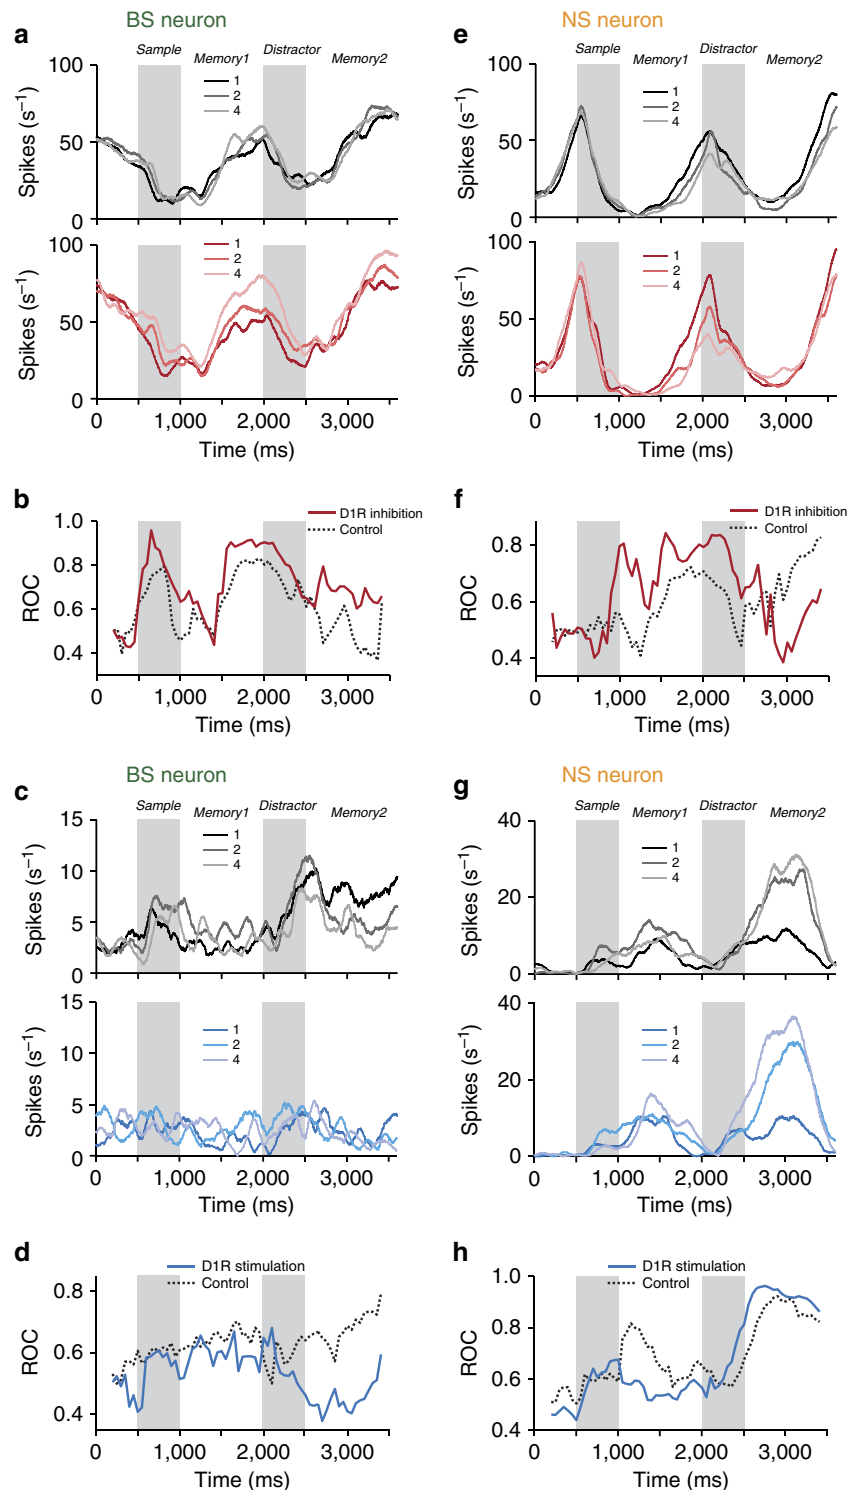 BS neuron
a
Sample
Memory1
Distractor
Memory2
100
50
0
Spikes (s−1)
1
2
4
100
50
0
Spikes (s−1)
1
2
4
0
1,000
2,000
3,000
Time (ms)
b
D1R inhibition
Control
1.0
0.8
0.6
0.4
ROC
0
1,000
2,000
3,000
Time (ms)
BS neuron
c
Sample
Memory1
Distractor
Memory2
15
10
5
0
Spikes (s−1)
1
2
4
15
10
5
0
Spikes (s−1)
1
2
4
0
1,000
2,000
3,000
Time (ms)
d
D1R stimulation
Control
0.8
0.6
0.4
ROC
0
1,000
2,000
3,000
Time (ms)
NS neuron
e
Sample
Memory1
Distractor
Memory2
100
50
0
Spikes (s−1)
1
2
4
100
50
0
Spikes (s−1)
1
2
4
0
1,000
2,000
3,000
Time (ms)
f
D1R inhibition
Control
0.8
0.6
0.4
ROC
0
1,000
2,000
3,000
Time (ms)
NS neuron
g
Sample
Memory1
Distractor
Memory2
40
20
0
Spikes (s−1)
1
2
4
40
20
0
Spikes (s−1)
1
2
4
0
1,000
2,000
3,000
Time (ms)
h
D1R stimulation
Control
1.0
0.8
0.6
0.4
ROC
0
1,000
2,000
3,000
Time (ms)